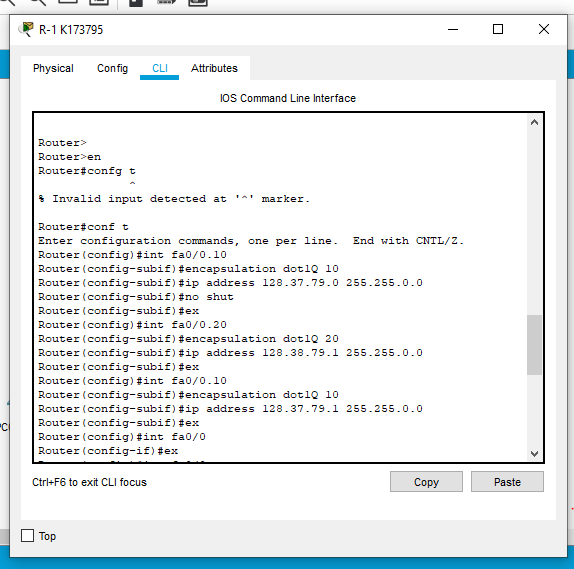 R-1 K173795
Physical Config CLI Attributes
IOS Command Line Interface
Router>
Router>en
Router#confg t
^
% Invalid input detected at '^' marker.
Router#conf t
Enter configuration commands, one per line. End with CNTL/Z.
Router(config)#int fa0/0.10
Router(config-subif)#encapsulation dot1Q 10
Router(config-subif)#ip address 128.37.79.0 255.255.0.0
Router(config-subif)#no shut
Router(config-subif)#ex
Router(config)#int fa0/0.20
Router(config-subif)#encapsulation dot1Q 20
Router(config-subif)#ip address 128.38.79.1 255.255.0.0
Router(config-subif)#ex
Router(config)#int fa0/0.10
Router(config-subif)#encapsulation dot1Q 10
Router(config-subif)#ip address 128.37.79.1 255.255.0.0
Router(config-subif)#ex
Router(config)#int fa0/0
Router(config-if)#ex
Ctrl+F6 to exit CLI focus
Copy Paste
Top